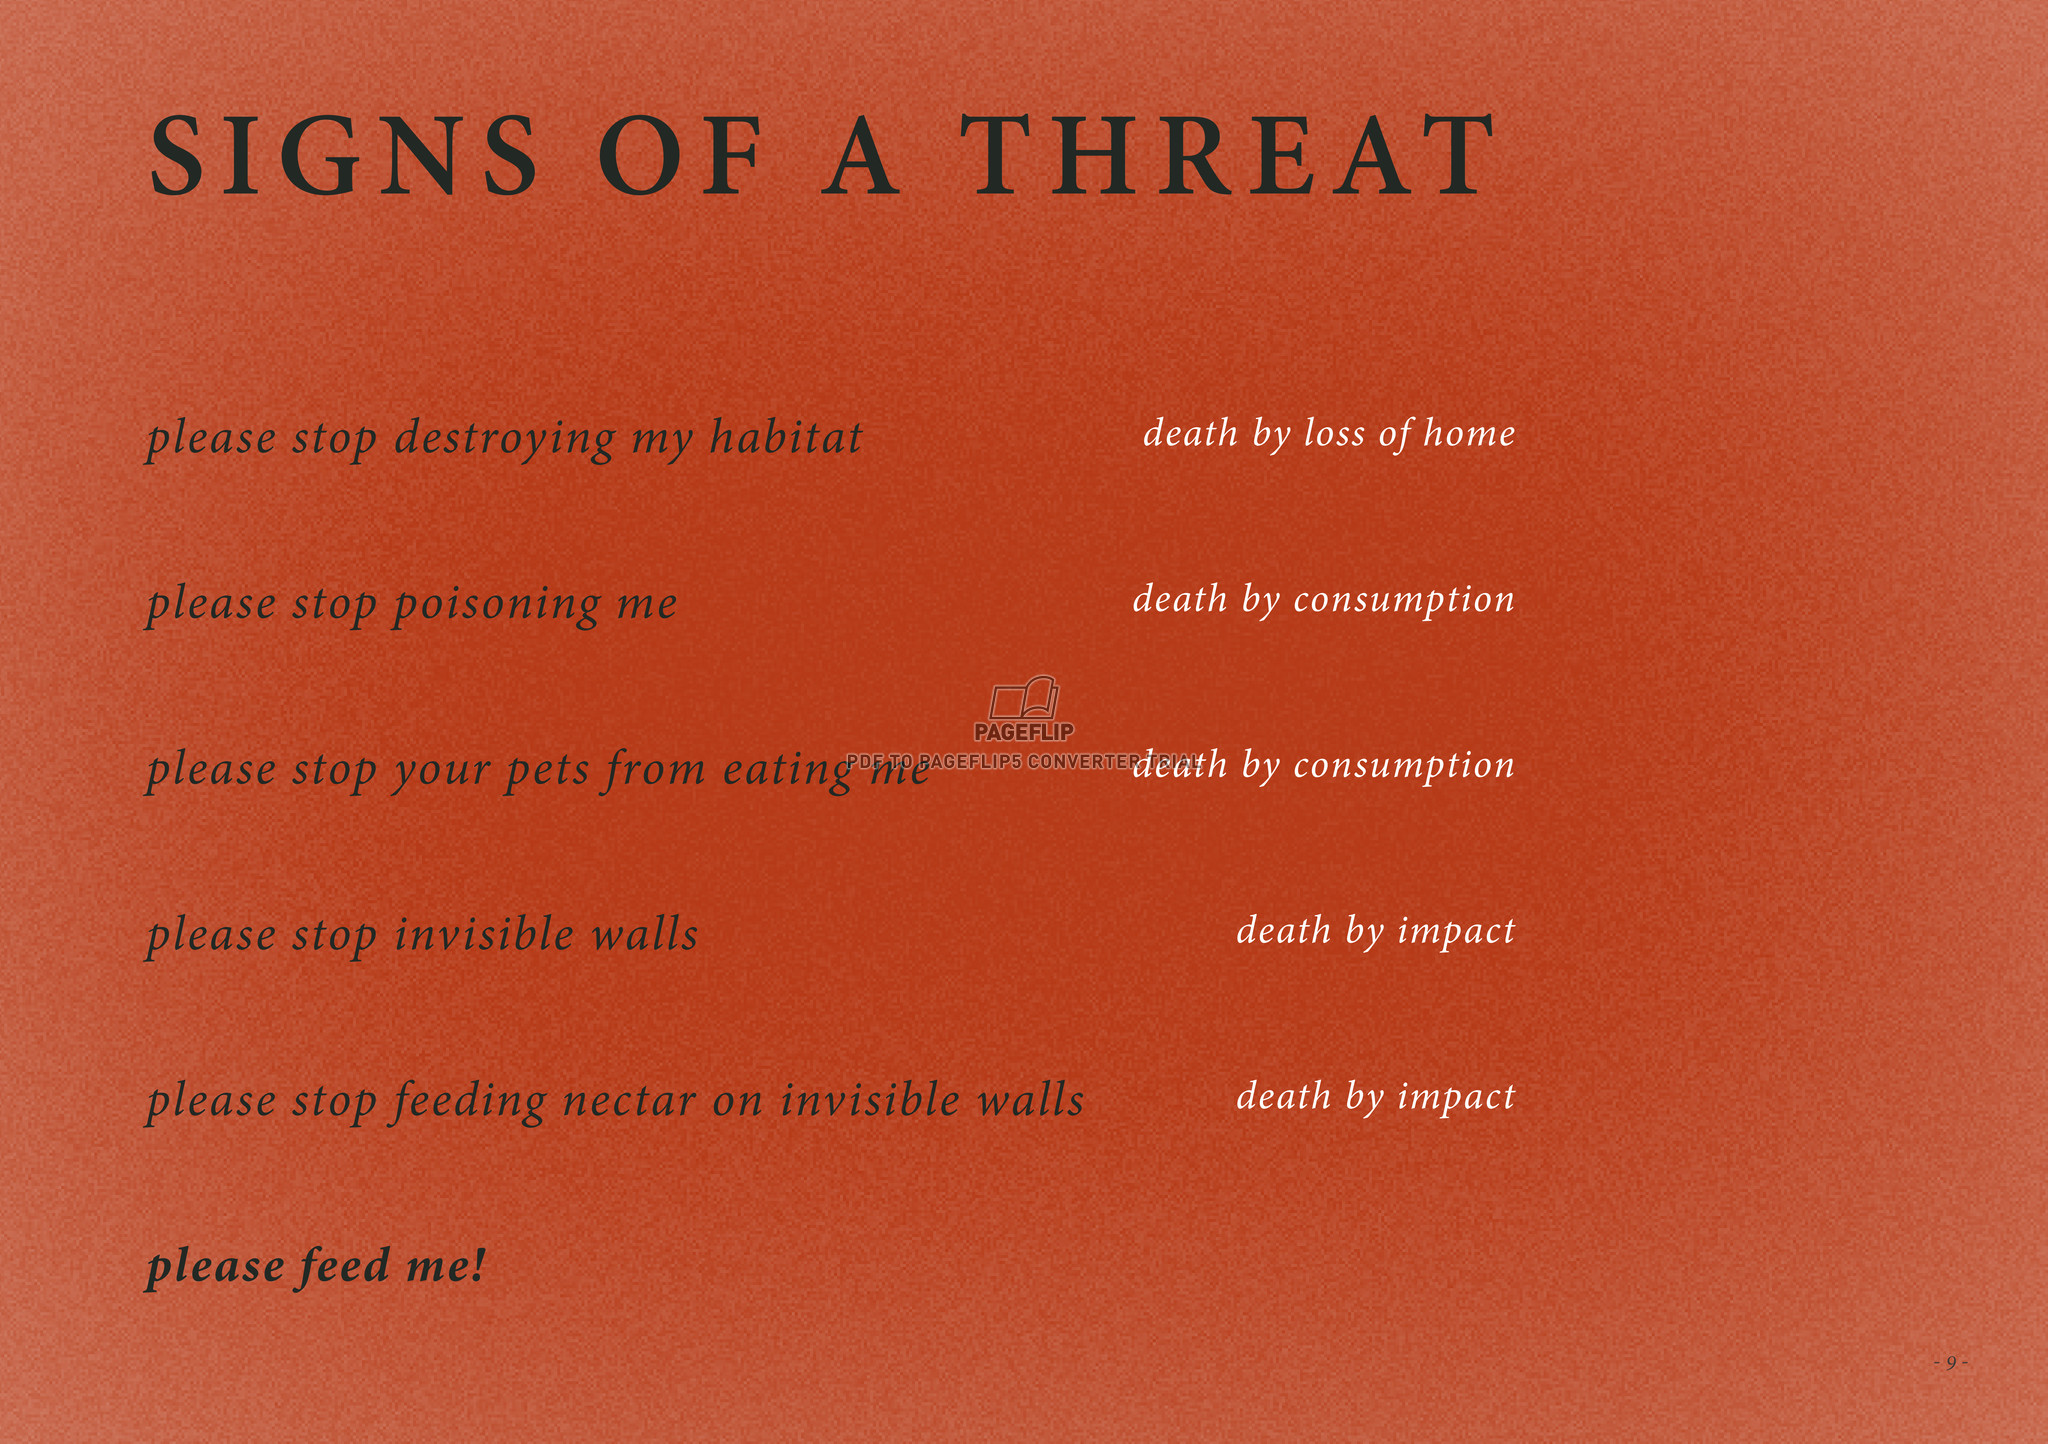 SIGNS OF A THREAT
please stop destroying my habitat death by loss of home
please stop poisoning me death by consumption
PAGEFLIP
PDF TO PAGEFLIP5 CONVERTER TRIAL
please stop your pets from eating me death by consumption
please stop invisible walls death by impact
please stop feeding nectar on invisible walls death by impact
please feed me!
- 9 -